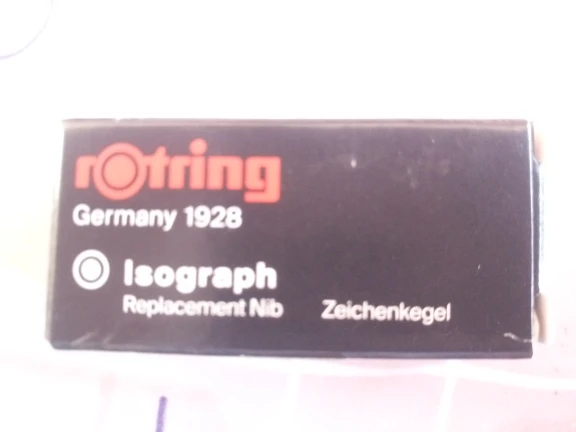 rotring
Germany 1928
Isograph
Replacement Nib Zeichenkegel